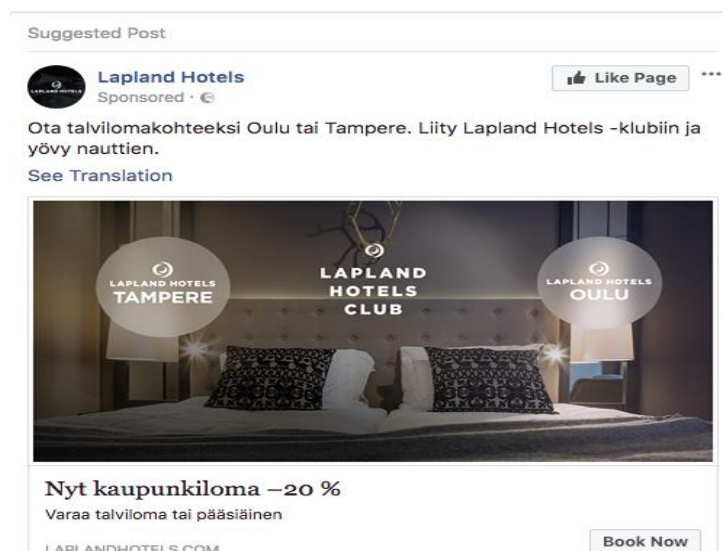 Suggested Post
Lapland Hotels
Sponsored ·
Like Page
Ota talvilomakohteeksi Oulu tai Tampere. Liity Lapland Hotels -klubiin ja
yövy nauttien.
See Translation
LAPLAND HOTELS
TAMPERE
LAPLAND
HOTELS
CLUB
LAPLAND HOTELS
OULU
Nyt kaupunkiloma –20 %
Varaa talviloma tai pääsiäinen
LAPLANDHOTELS.COM
Book Now